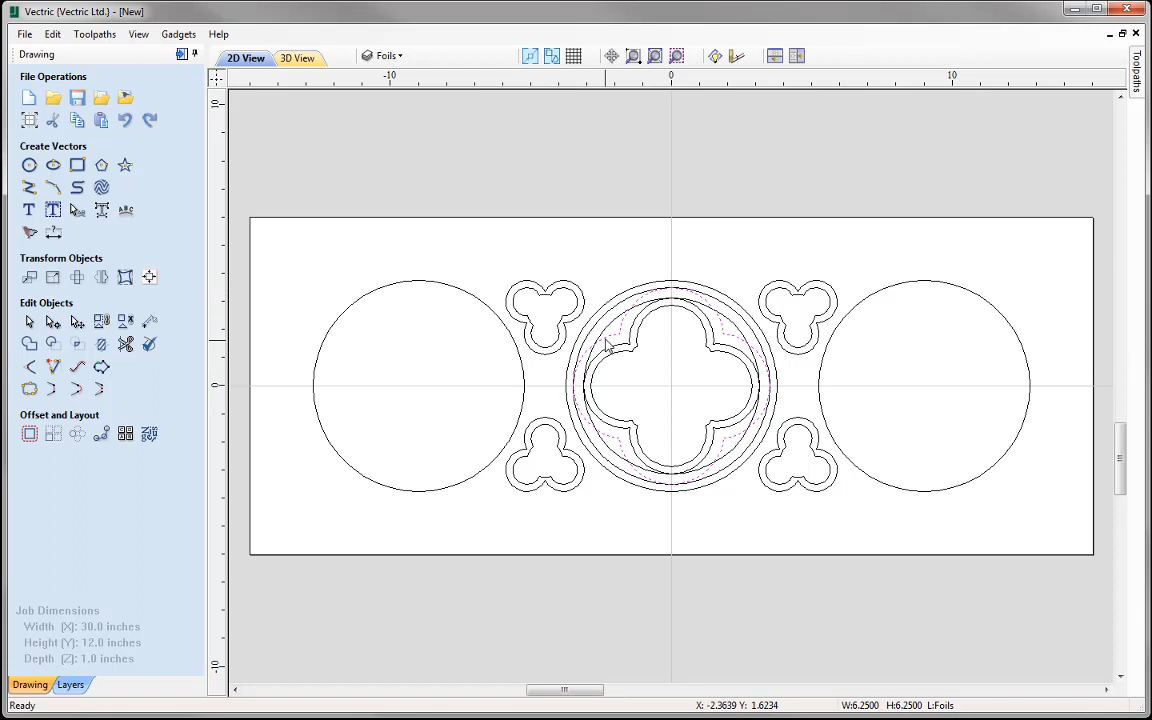 Vectric {Vectric Ltd.} - [New]
File Edit Toolpaths View Gadgets Help
Drawing
2D View 3D View Foils
-10 0 10
File Operations
Create Vectors
Transform Objects
Edit Objects
Offset and Layout
10
0
-10
Toolpaths
Job Dimensions
Width [X]: 30.0 inches
Height [Y]: 12.0 inches
Depth [Z]: 1.0 inches
Drawing Layers
Ready X: -2.3639 Y: 1.6234 W:6.2500 H:6.2500 L:Foils